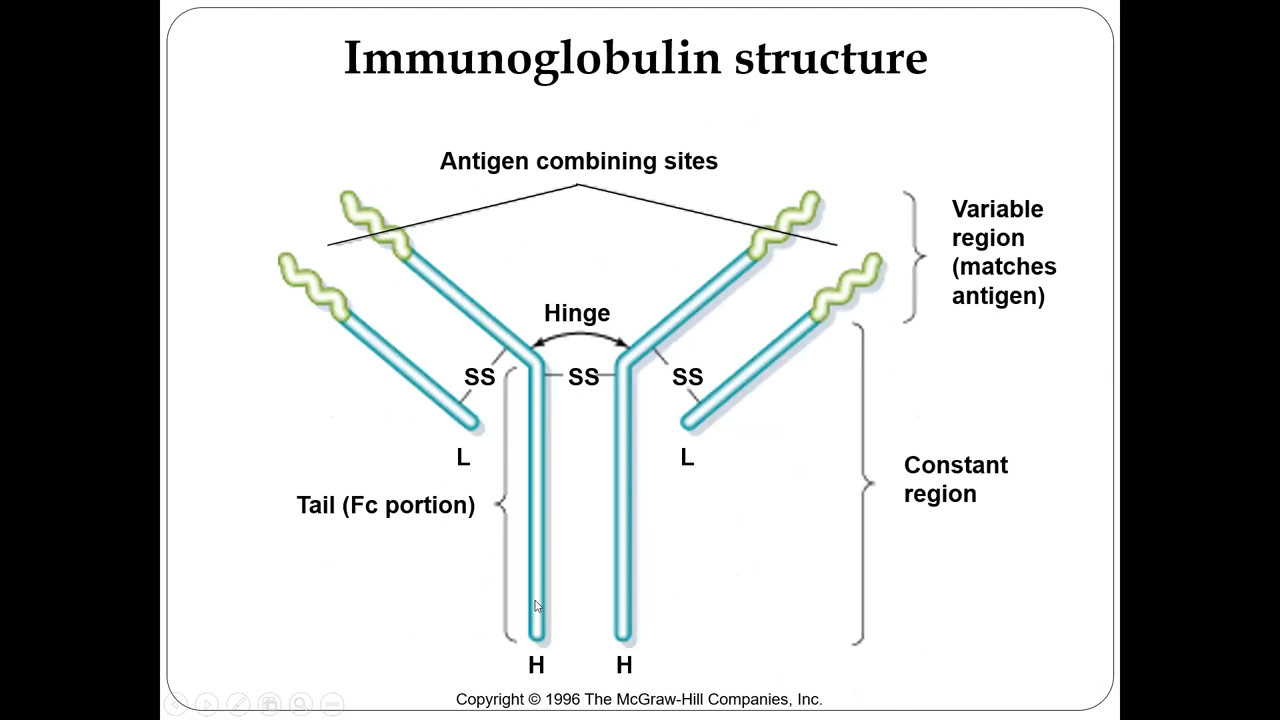 Immunoglobulin structure
Antigen combining sites
Variable
region
(matches
antigen)
Hinge
SS
SS
SS
L
L
Constant
region
Tail (Fc portion)
H
H
Copyright © 1996 The McGraw-Hill Companies, Inc.